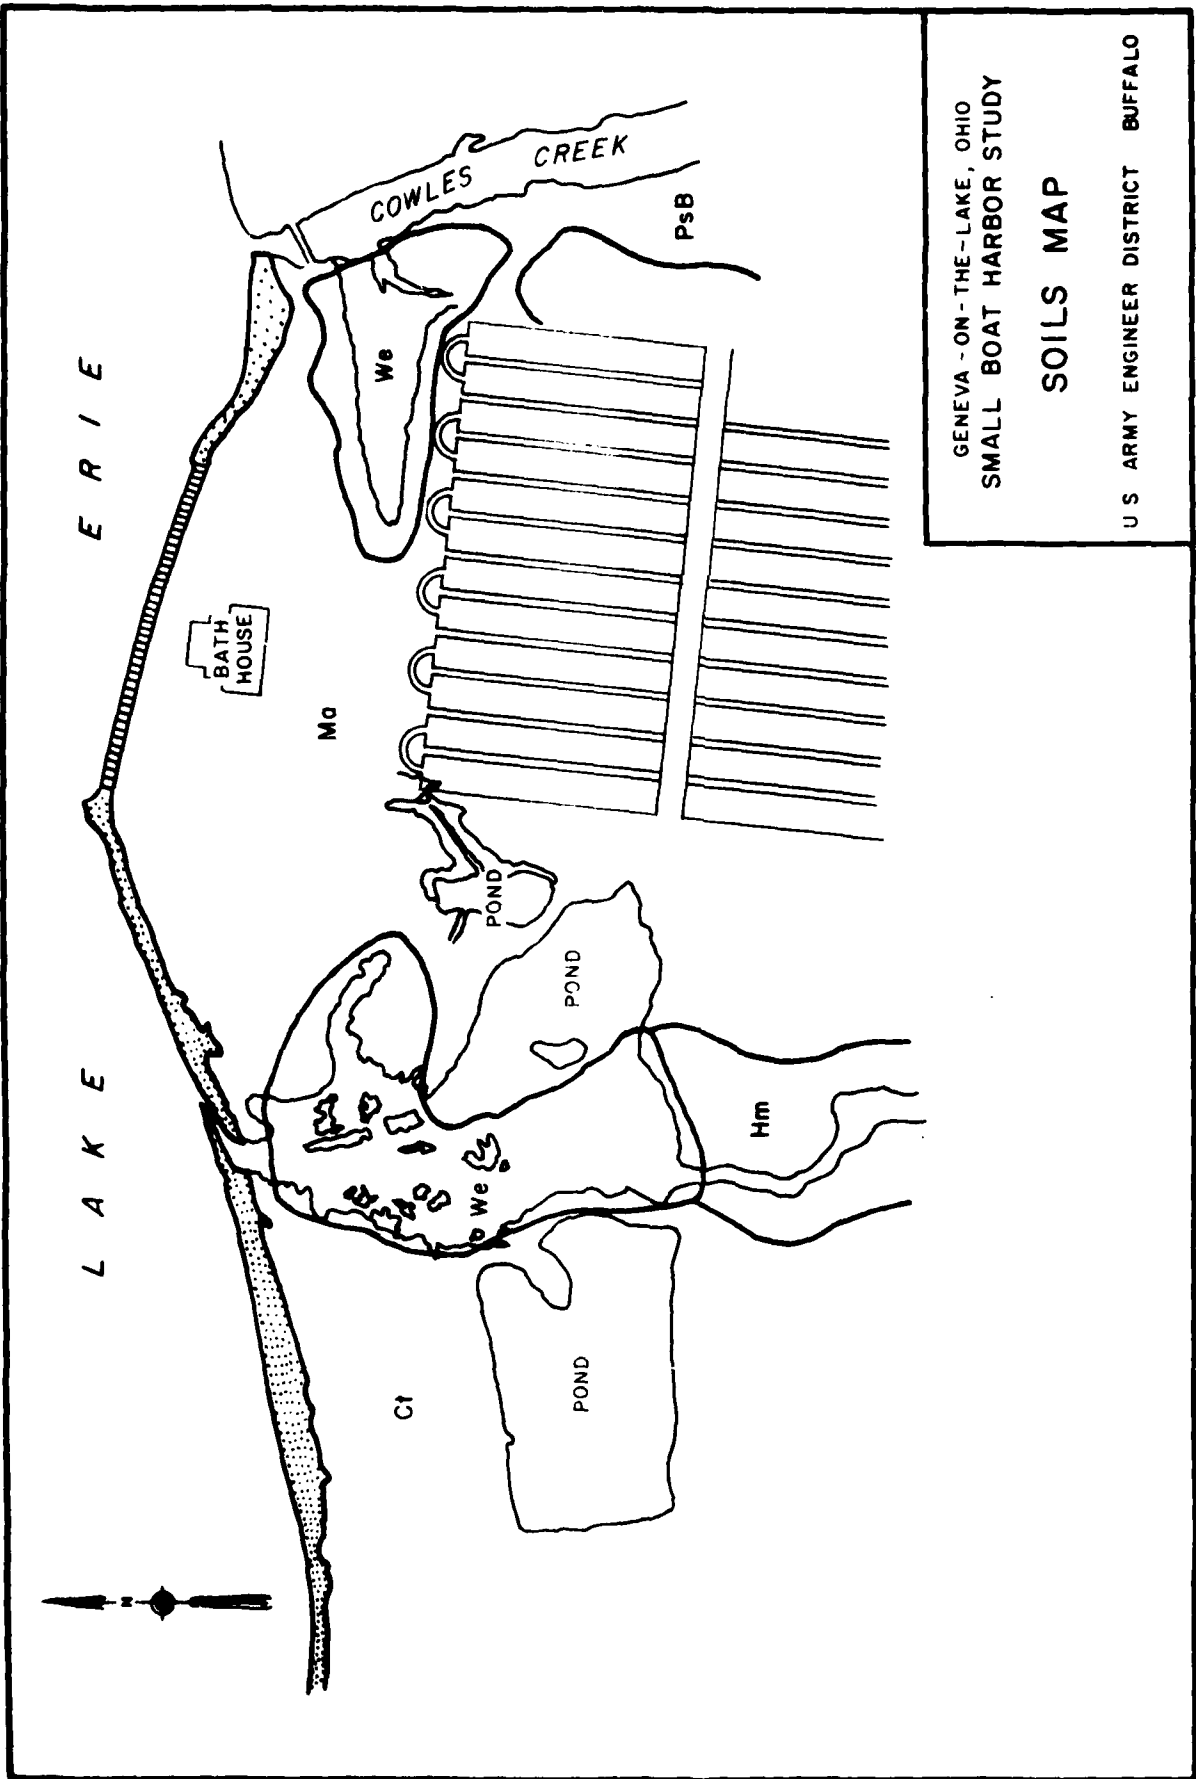 LAKE ERIE
N
COWLES CREEK
BATH
HOUSE
We
Ma
PsB
POND
POND
We
Hm
Ct
POND
GENEVA-ON-THE-LAKE, OHIO
SMALL BOAT HARBOR STUDY
SOILS MAP
US ARMY ENGINEER DISTRICT BUFFALO